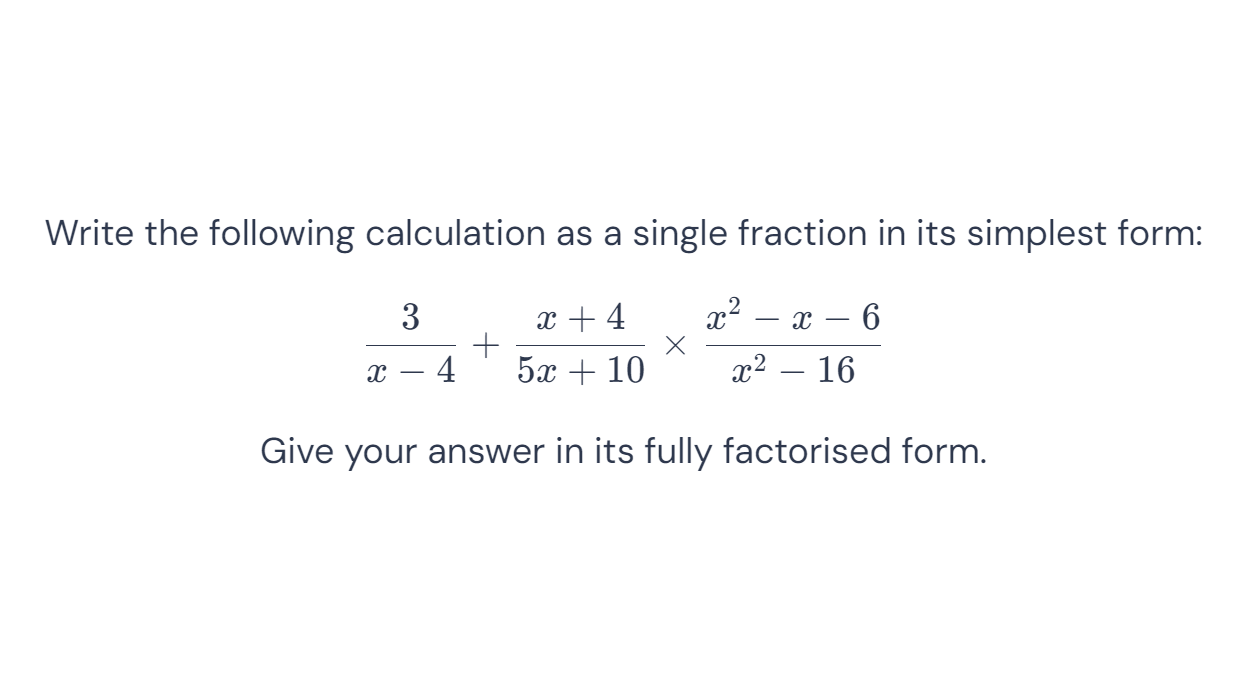 Write the following calculation as a single fraction in its simplest form:
$\frac{3}{x-4} + \frac{x+4}{5x+10} \times \frac{x^2-x-6}{x^2-16}$
Give your answer in its fully factorised form.